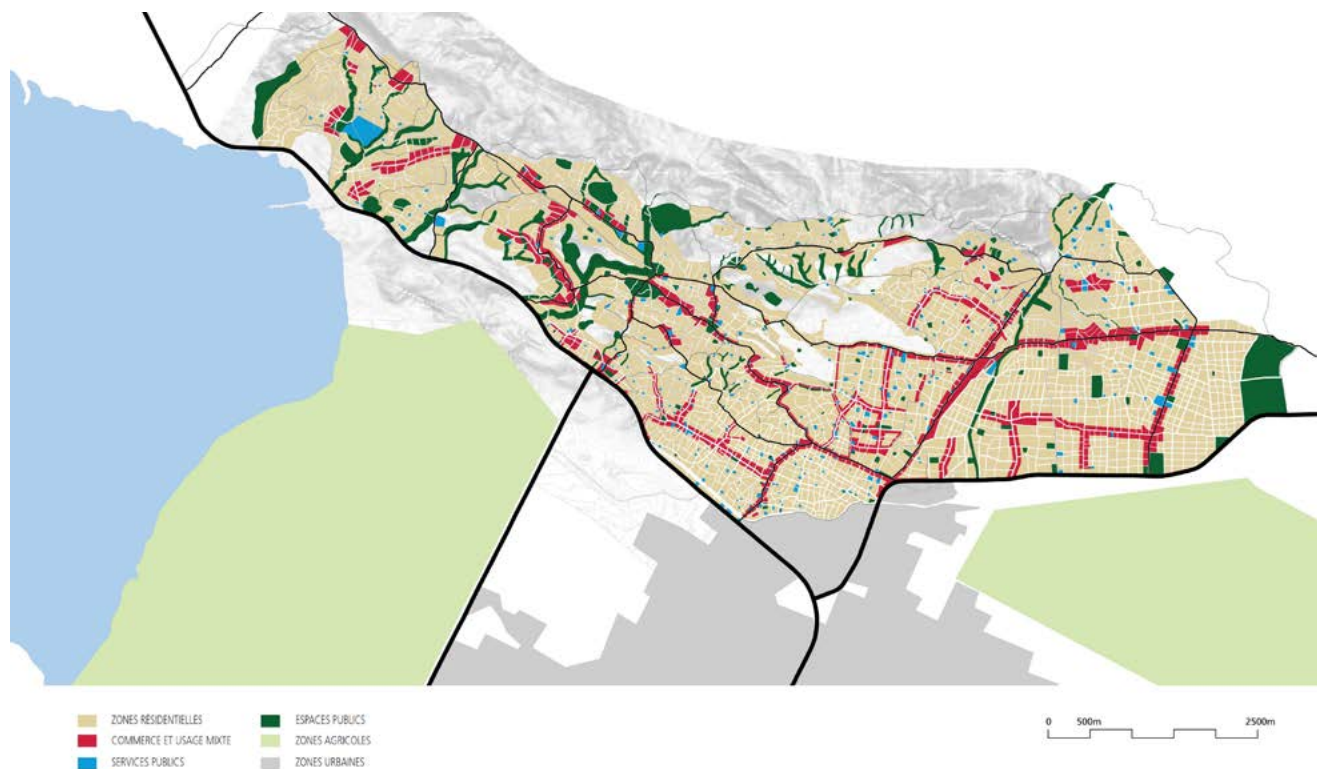 ZONES RÉSIDENTIELLES
COMMERCE ET USAGE MIXTE
SERVICES PUBLICS
ESPACES PUBLICS
ZONES AGRICOLES
ZONES URBAINES
0 500m 2500m